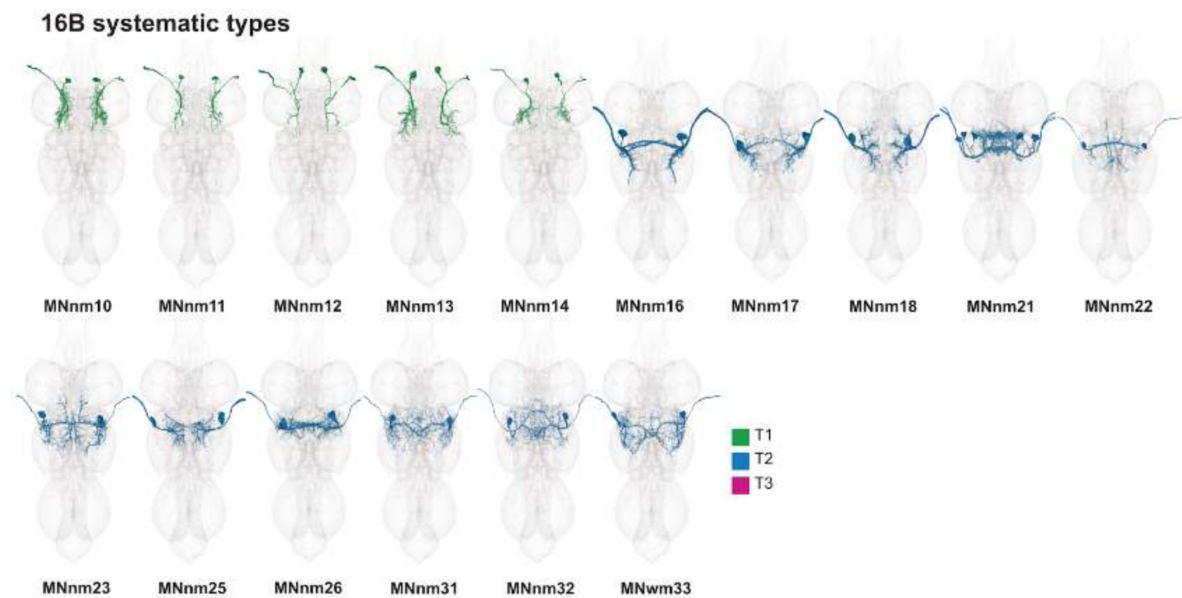 16B systematic types
MNnm10 MNnm11 MNnm12 MNnm13 MNnm14 MNnm16 MNnm17 MNnm18 MNnm21 MNnm22
T1
T2
T3
MNnm23 MNnm25 MNnm26 MNnm31 MNnm32 MNwm33